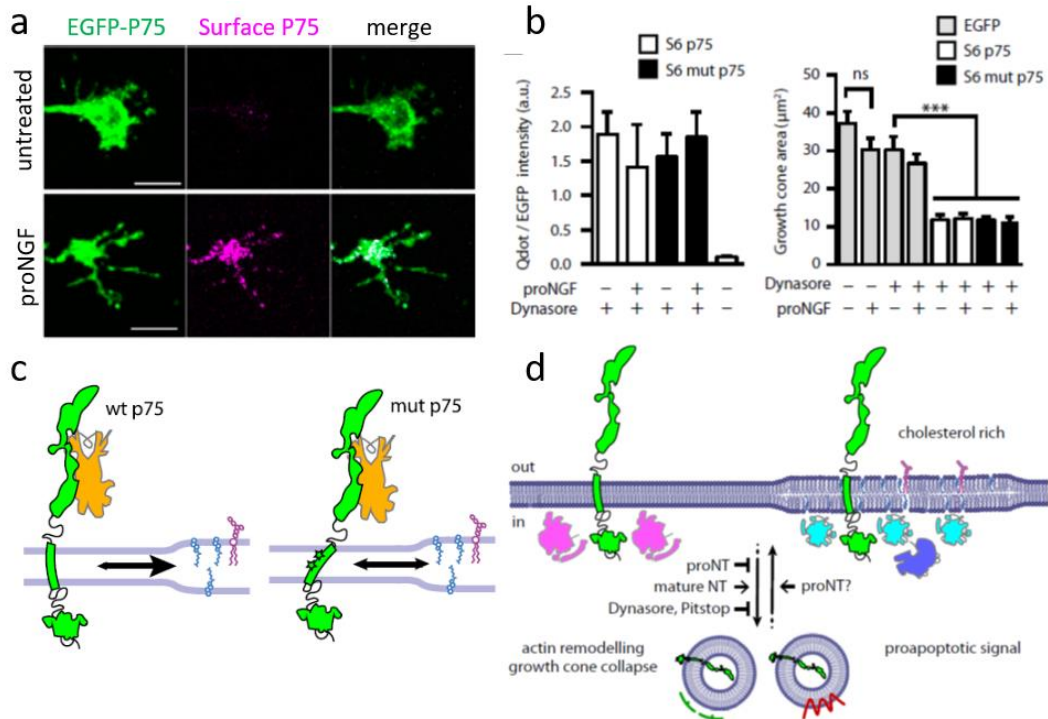 a
EGFP-P75 Surface P75 merge
untreated
proNGF
b
S6 p75
S6 mut p75
Qdot / EGFP intensity (a.u.)
2.5
2.0
1.5
1.0
0.5
0.0
proNGF − + − + −
Dynasore + + + + −
EGFP
S6 p75
S6 mut p75
Growth cone area (µm²)
50
40
30
20
10
0
ns
***
Dynasore − − + + + + + +
proNGF − + − + − + − +
c
wt p75
mut p75
d
cholesterol rich
out
in
proNT
mature NT
Dynasore, Pitstop
proNT?
actin remodelling
growth cone collapse
proapoptotic signal